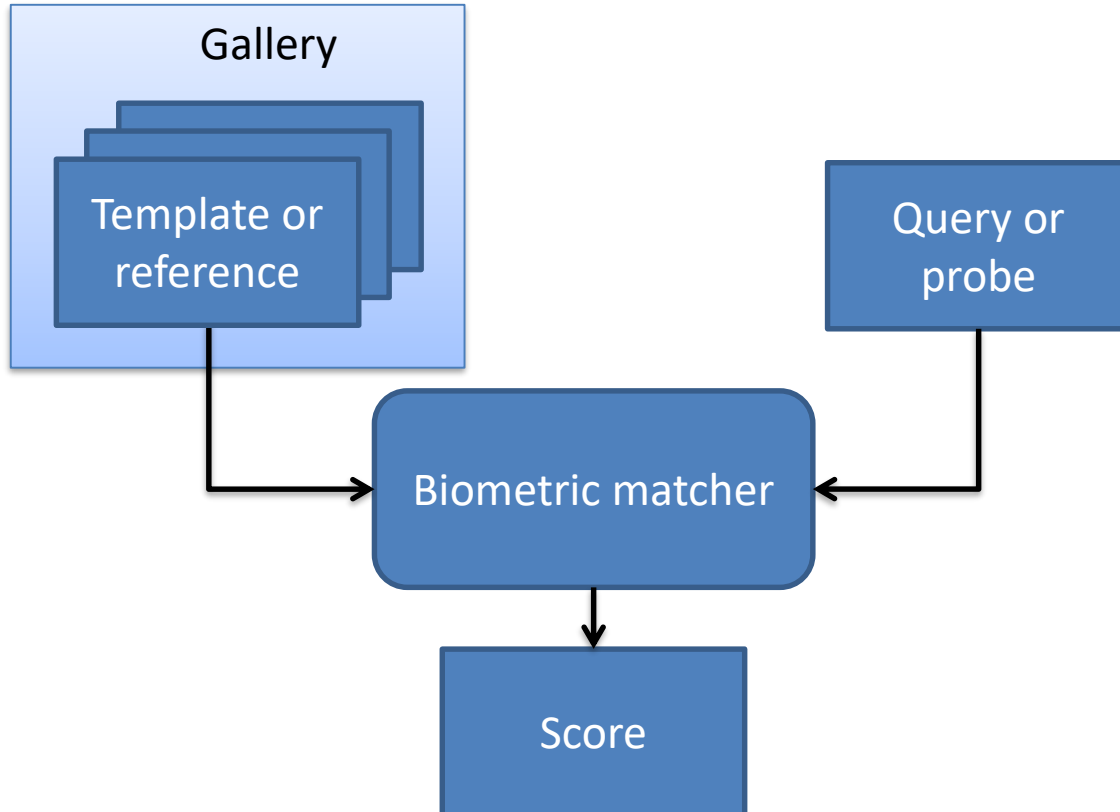 Gallery
Template or
reference
Query or
probe
Biometric matcher
Score